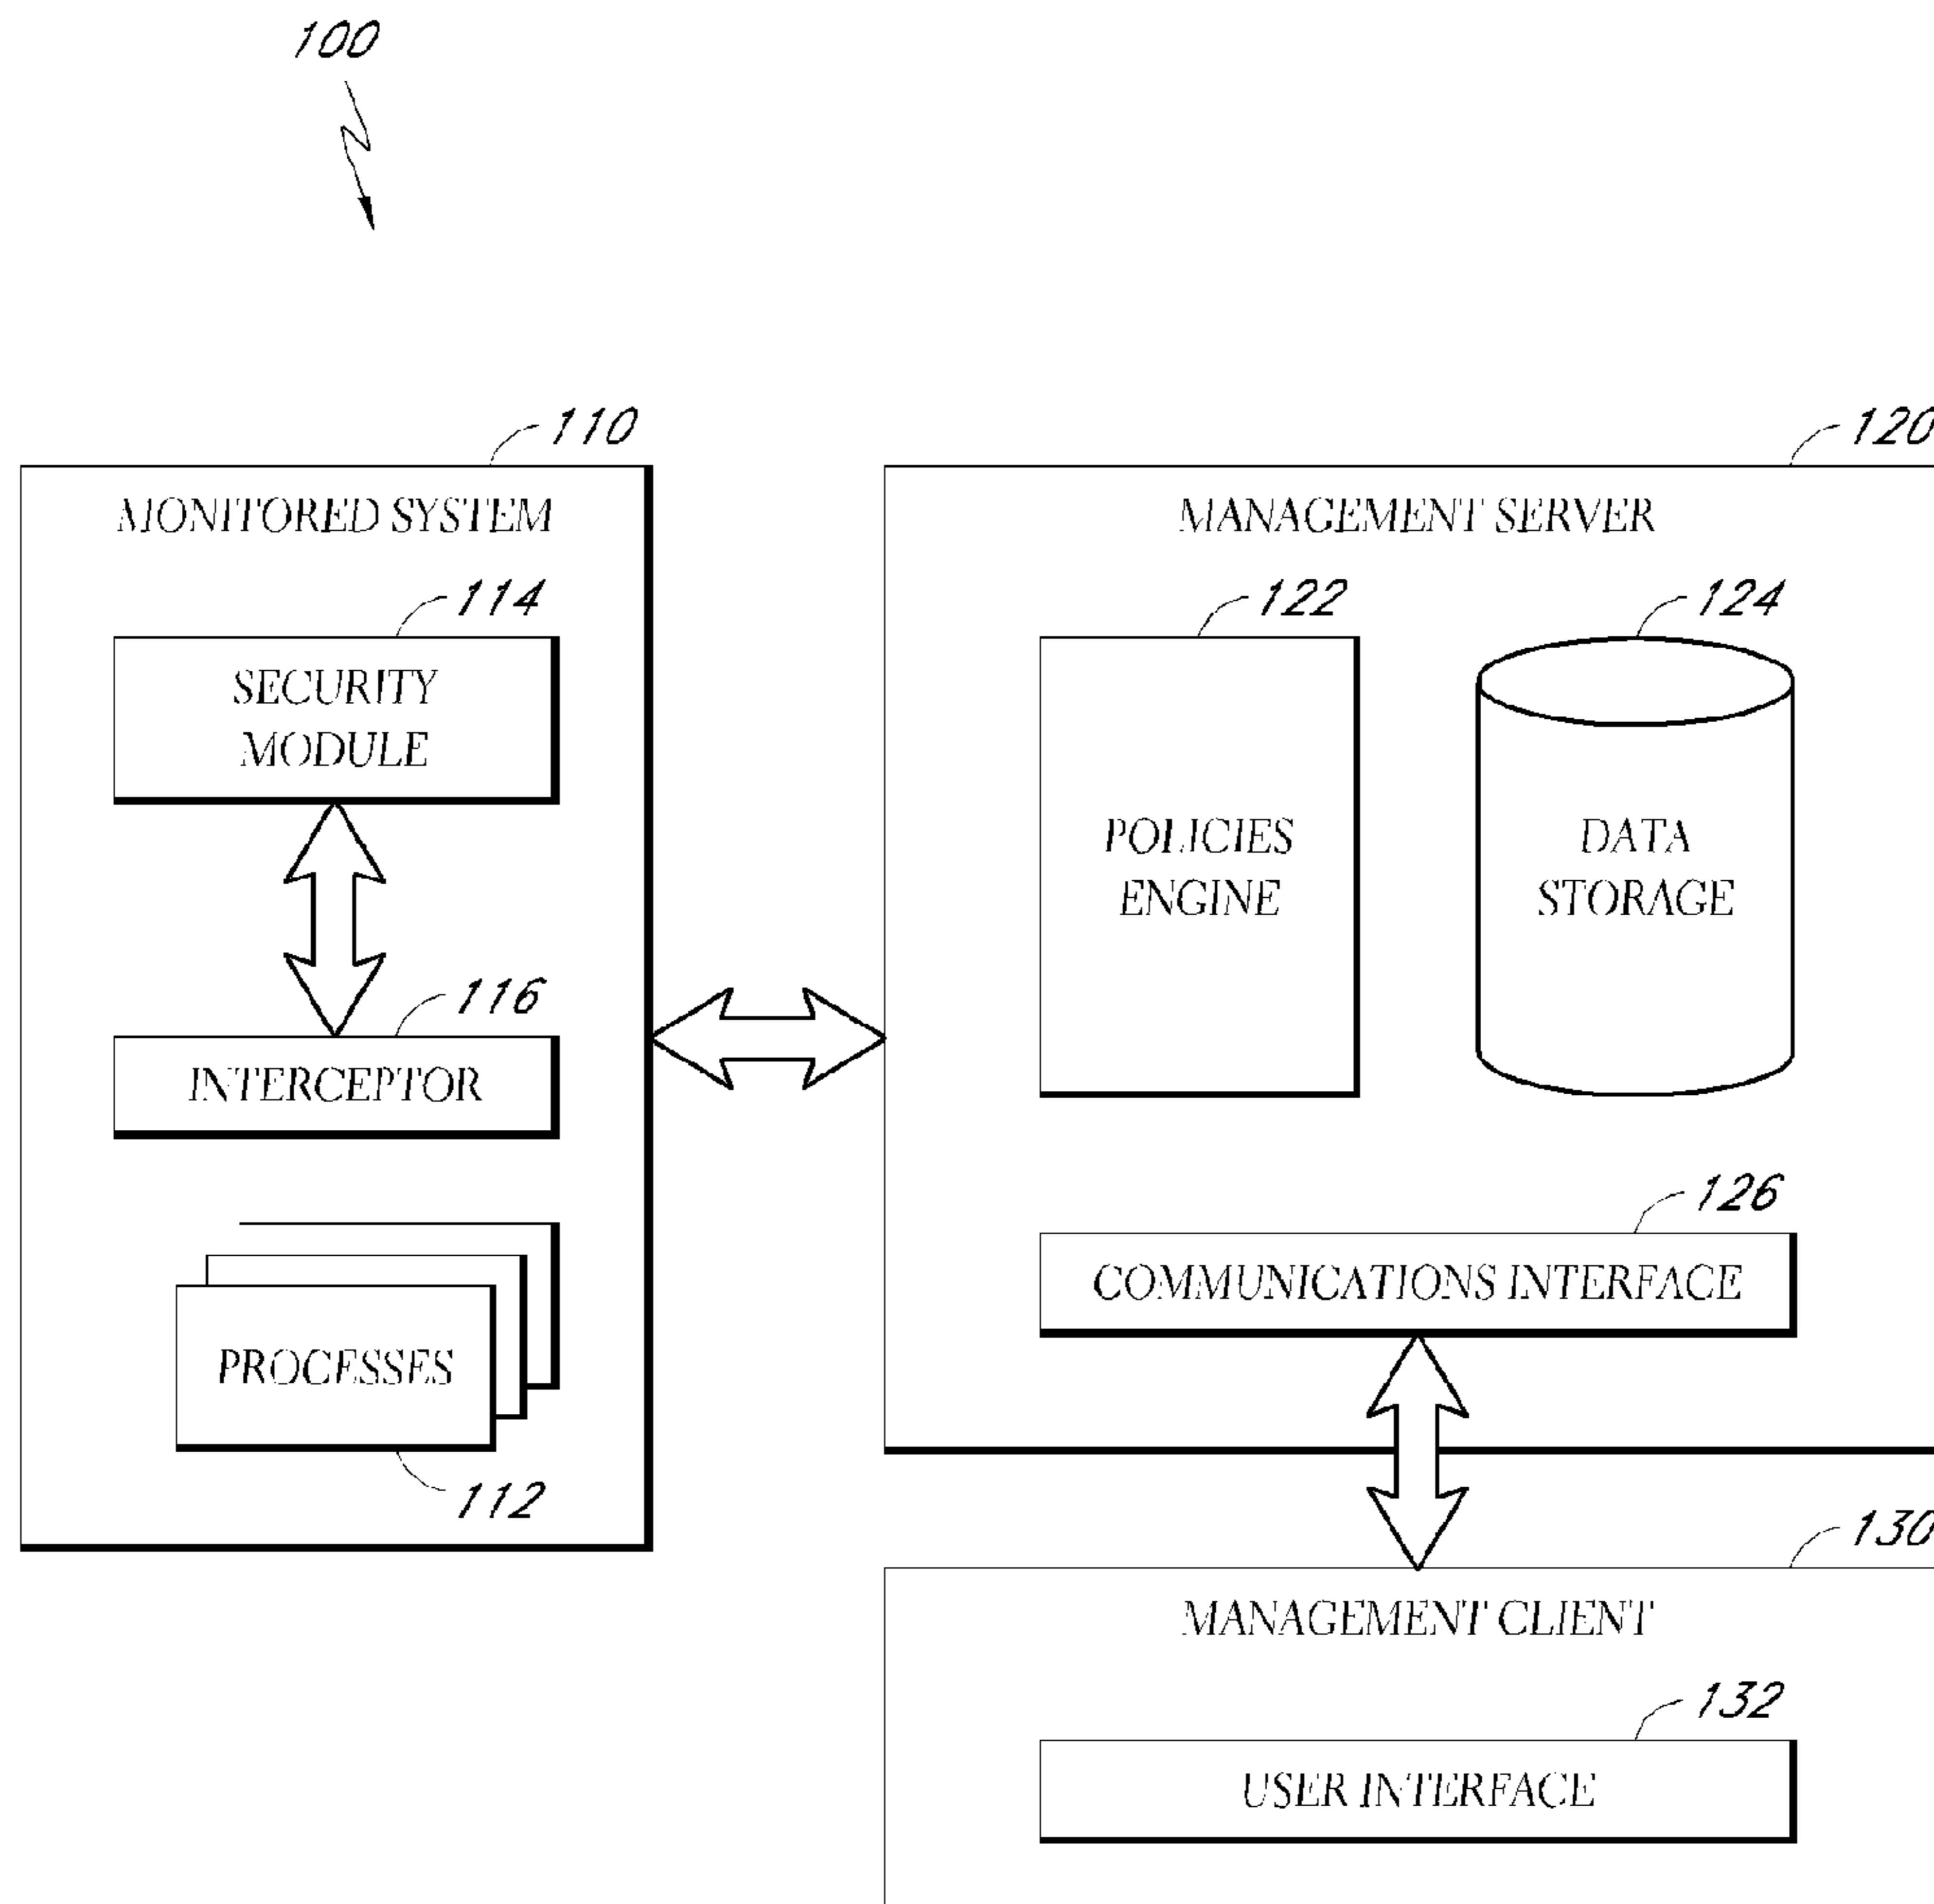 100
110
MONITORED SYSTEM
114
SECURITY
MODULE
116
INTERCEPTOR
PROCESSES
112
120
MANAGEMENT SERVER
122
POLICIES
ENGINE
124
DATA
STORAGE
126
COMMUNICATIONS INTERFACE
130
MANAGEMENT CLIENT
132
USER INTERFACE